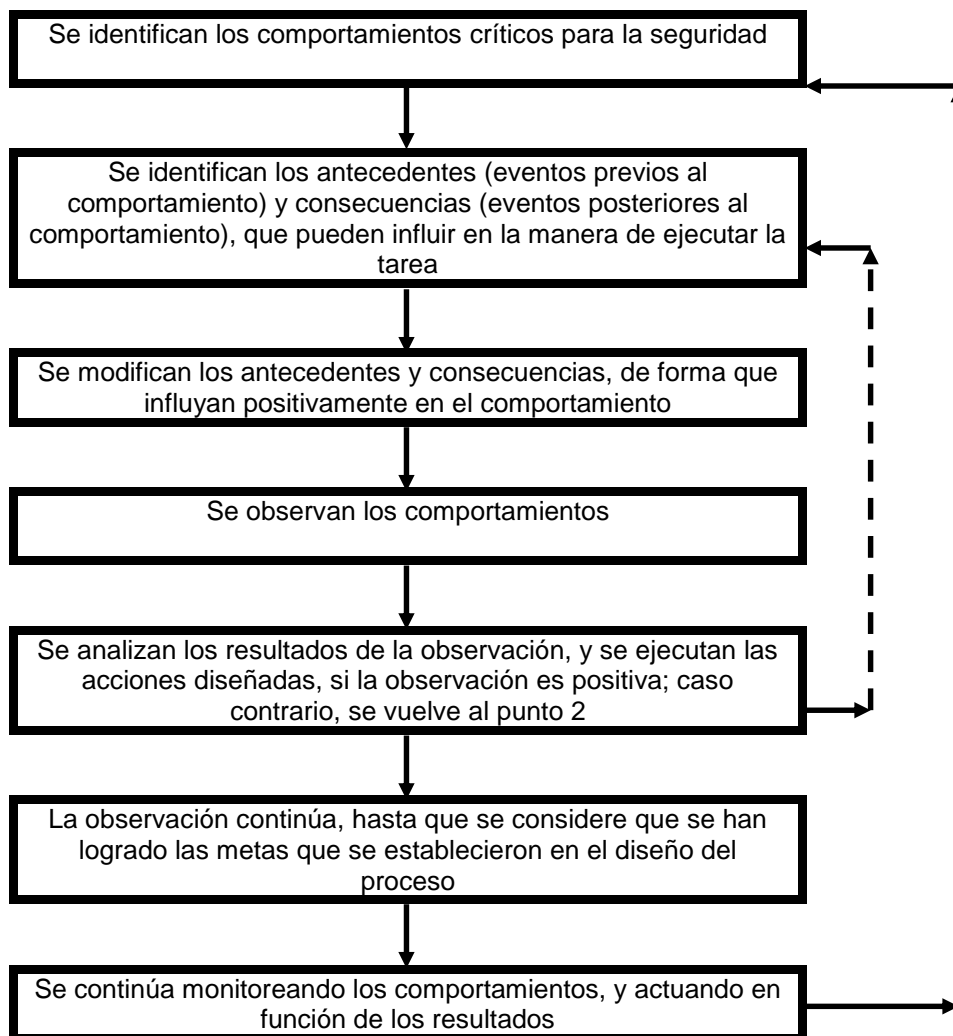 Se identifican los comportamientos críticos para la seguridad
Se identifican los antecedentes (eventos previos al
comportamiento) y consecuencias (eventos posteriores al
comportamiento), que pueden influir en la manera de ejecutar la
tarea
Se modifican los antecedentes y consecuencias, de forma que
influyan positivamente en el comportamiento
Se observan los comportamientos
Se analizan los resultados de la observación, y se ejecutan las
acciones diseñadas, si la observación es positiva; caso
contrario, se vuelve al punto 2
La observación continúa, hasta que se considere que se han
logrado las metas que se establecieron en el diseño del
proceso
Se continúa monitoreando los comportamientos, y actuando en
función de los resultados